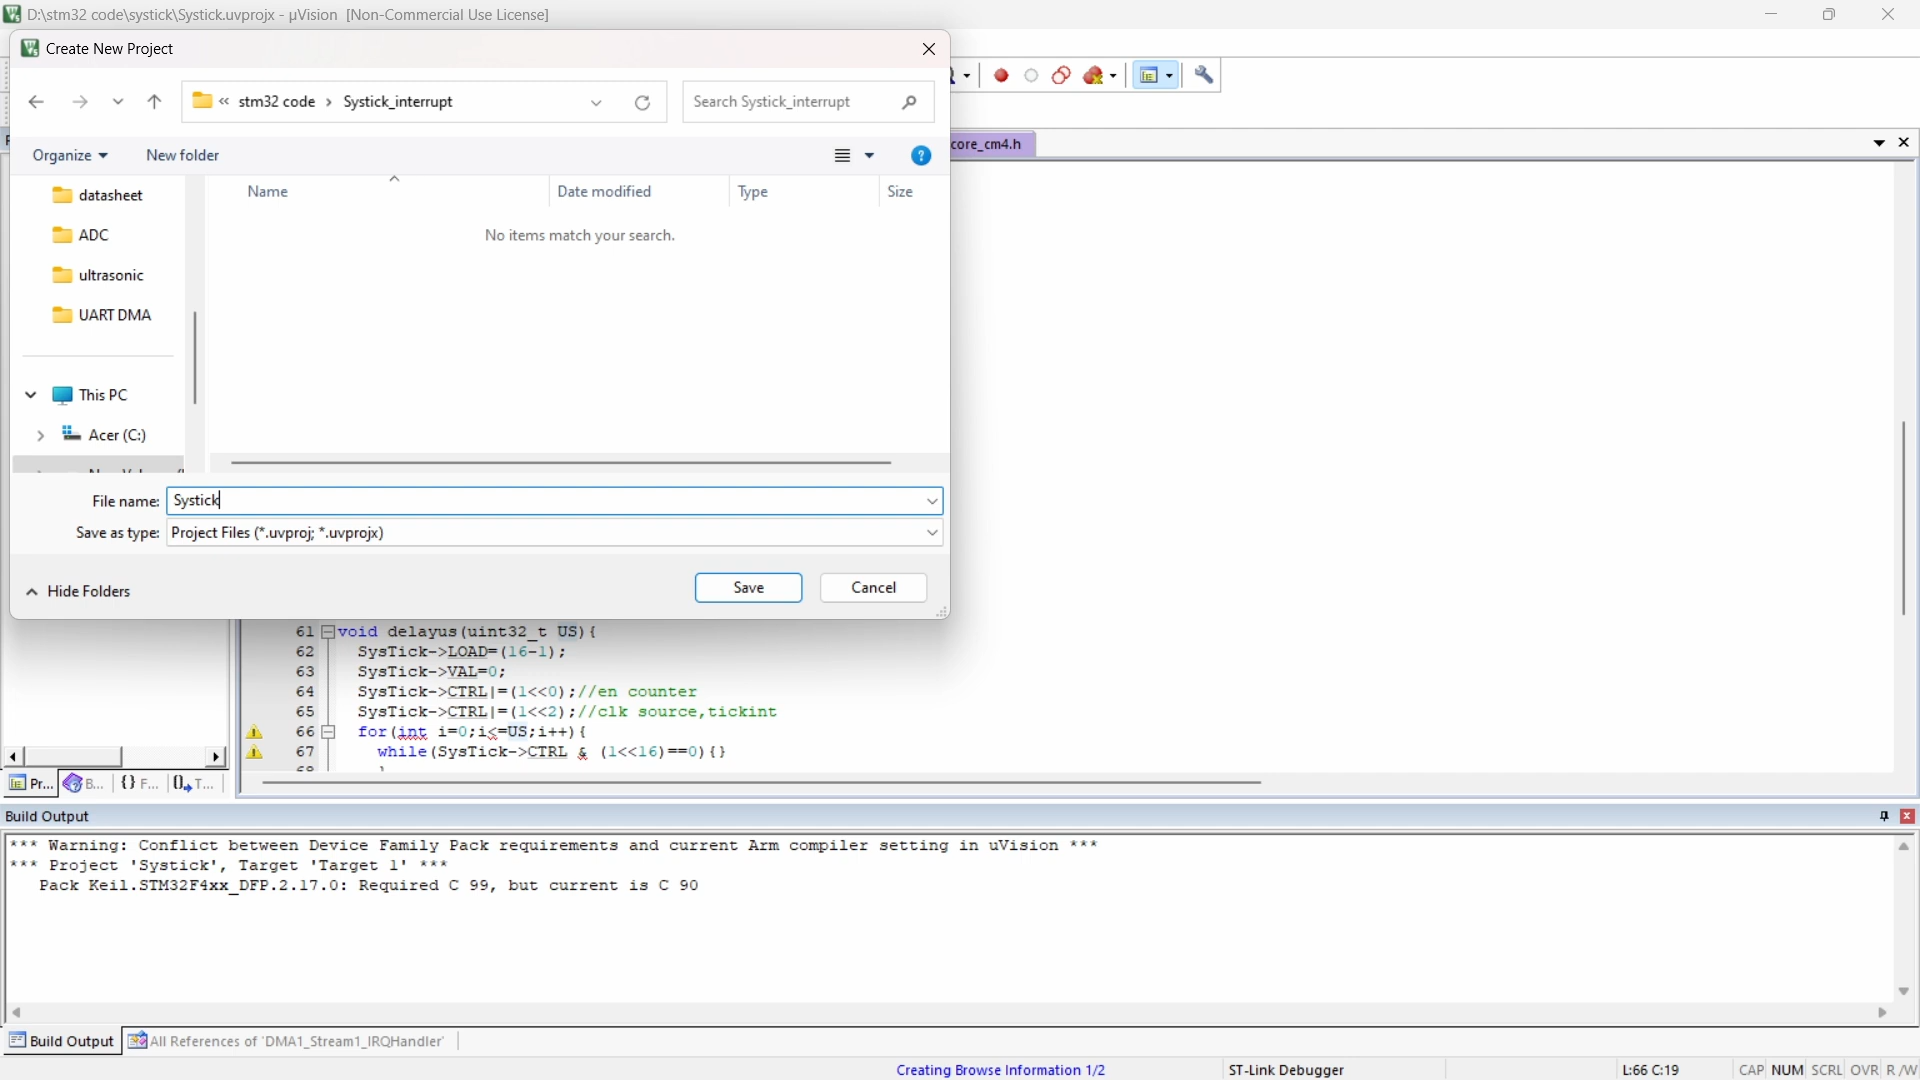 D:\stm32 code\systick\Systick.uvprojx - µVision [Non-Commercial Use License]
Create New Project
« stm32 code › Systick_interrupt
Search Systick_interrupt
core_cm4.h
Organize
New folder
Name
Date modified
Type
Size
No items match your search.
datasheet
ADC
ultrasonic
UART DMA
This PC
Acer (C:)
File name: Systick
Save as type: Project Files (*.uvproj; *.uvprojx)
Hide Folders
Save
Cancel
61 void delayus(uint32_t US){
62 SysTick->LOAD=(16-1);
63 SysTick->VAL=0;
64 SysTick->CTRL|=(1<<0);//en counter
65 SysTick->CTRL|=(1<<2);//clk source,tickint
66 for(int i=0;i<=US;i++){
67 while(SysTick->CTRL & (1<<16)==0){}
68 }
Pr... B... {} F... T...
Build Output
*** Warning: Conflict between Device Family Pack requirements and current Arm compiler setting in uVision ***
*** Project 'Systick', Target 'Target 1' ***
Pack Keil.STM32F4xx_DFP.2.17.0: Required C 99, but current is C 90
Build Output
All References of 'DMA1_Stream1_IRQHandler'
Creating Browse Information 1/2
ST-Link Debugger
L:66 C:19
CAP NUM SCRL OVR R/W